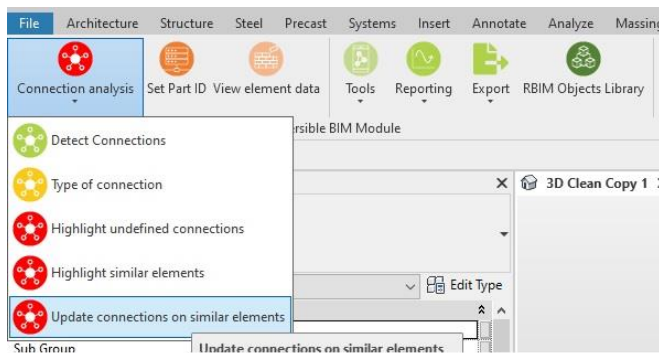 File Architecture Structure Steel Precast Systems Insert Annotate Analyze Massing
Connection analysis Set Part ID View element data Tools Reporting Export RBIM Objects Library
ersible BIM Module
Detect Connections
Type of connection
3D Clean Copy 1
Highlight undefined connections
Highlight similar elements
Edit Type
Update connections on similar elements
Sub Group
Update connections on similar elements